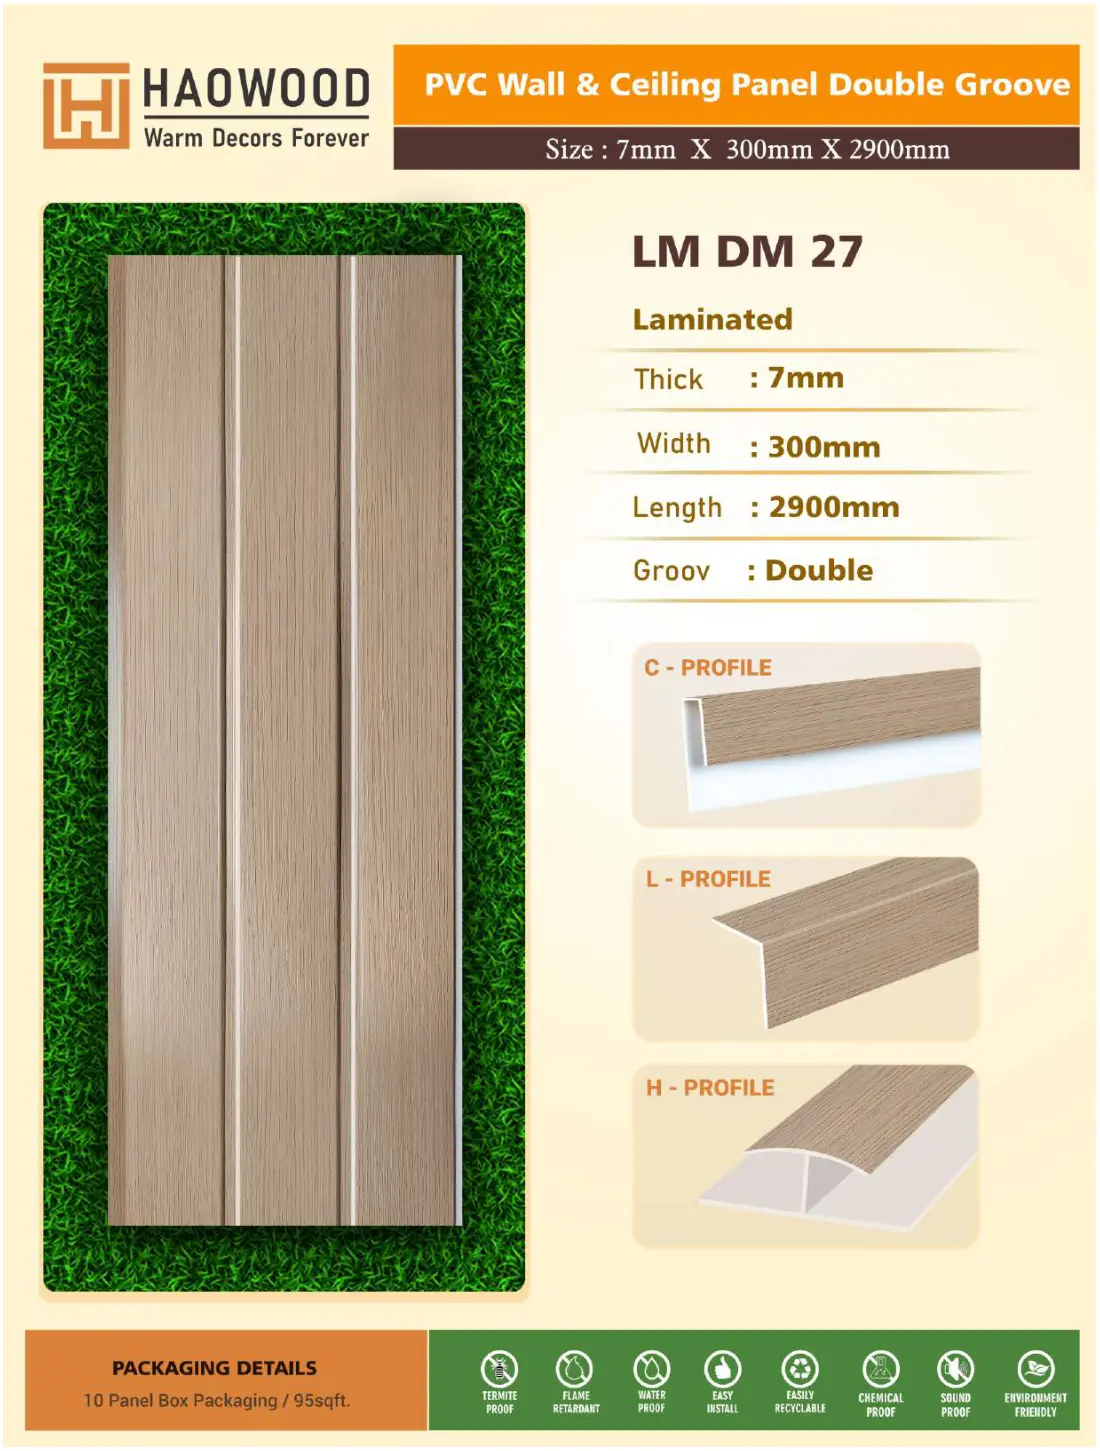 HAOWOOD
Warm Decors Forever
PVC Wall & Ceiling Panel Double Groove
Size : 7mm X 300mm X 2900mm
LM DM 27
Laminated
Thick : 7mm
Width : 300mm
Length : 2900mm
Groov : Double
C - PROFILE
L - PROFILE
H - PROFILE
PACKAGING DETAILS
10 Panel Box Packaging / 95sqft.
TERMITE
PROOF
FLAME
RETARDANT
WATER
PROOF
EASY
INSTALL
EASILY
RECYCLABLE
CHEMICAL
PROOF
SOUND
PROOF
ENVIRONMENT
FRIENDLY